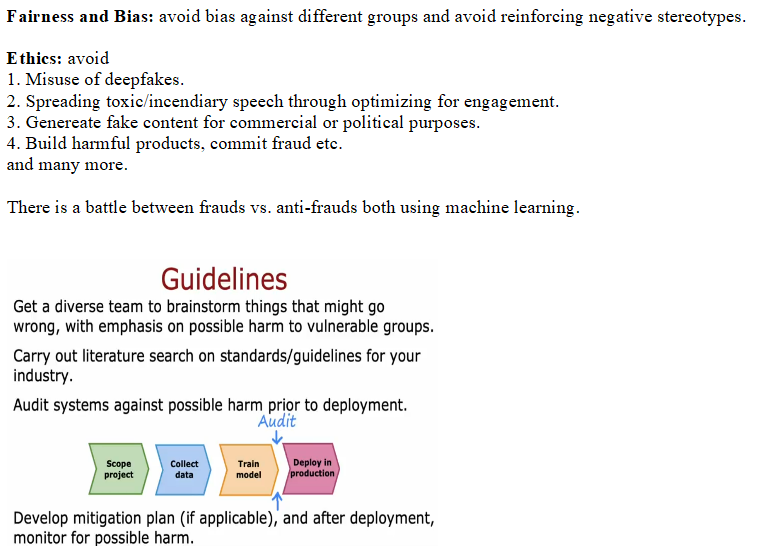 Fairness and Bias: avoid bias against different groups and avoid reinforcing negative stereotypes.
Ethics: avoid
1. Misuse of deepfakes.
2. Spreading toxic/incendiary speech through optimizing for engagement.
3. Genereate fake content for commercial or political purposes.
4. Build harmful products, commit fraud etc.
and many more.
There is a battle between frauds vs. anti-frauds both using machine learning.
Guidelines
Get a diverse team to brainstorm things that might go
wrong, with emphasis on possible harm to vulnerable groups.
Carry out literature search on standards/guidelines for your
industry.
Audit systems against possible harm prior to deployment.
Audit
Scope
project
Collect
data
Train
model
Deploy in
production
Develop mitigation plan (if applicable), and after deployment,
monitor for possible harm.